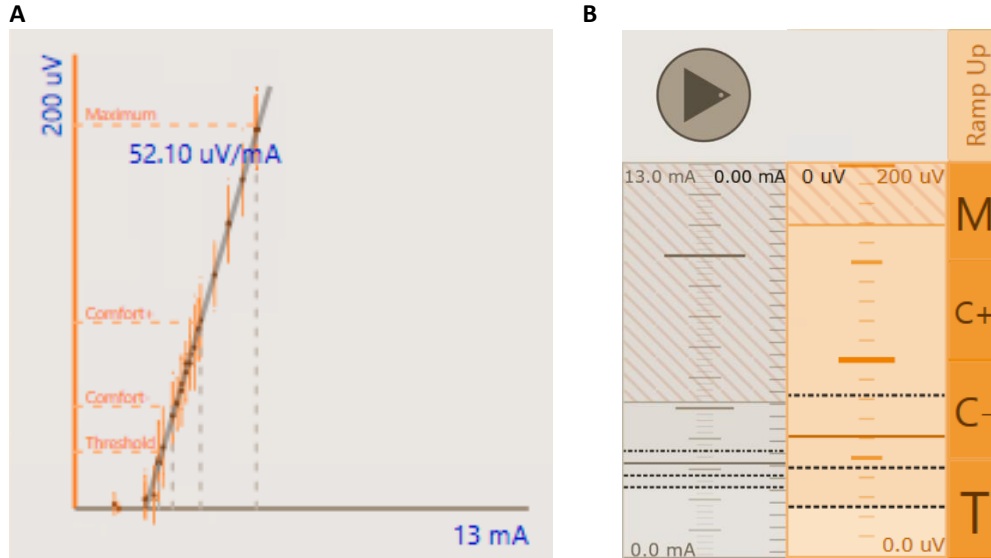 A
B
200 uV
Maximum
52.10 uV/mA
Comfort+
Comfort-
Threshold
13 mA
Ramp Up
13.0 mA
0.00 mA
0 uV
200 uV
M
C+
C-
T
0.0 mA
0.0 uV